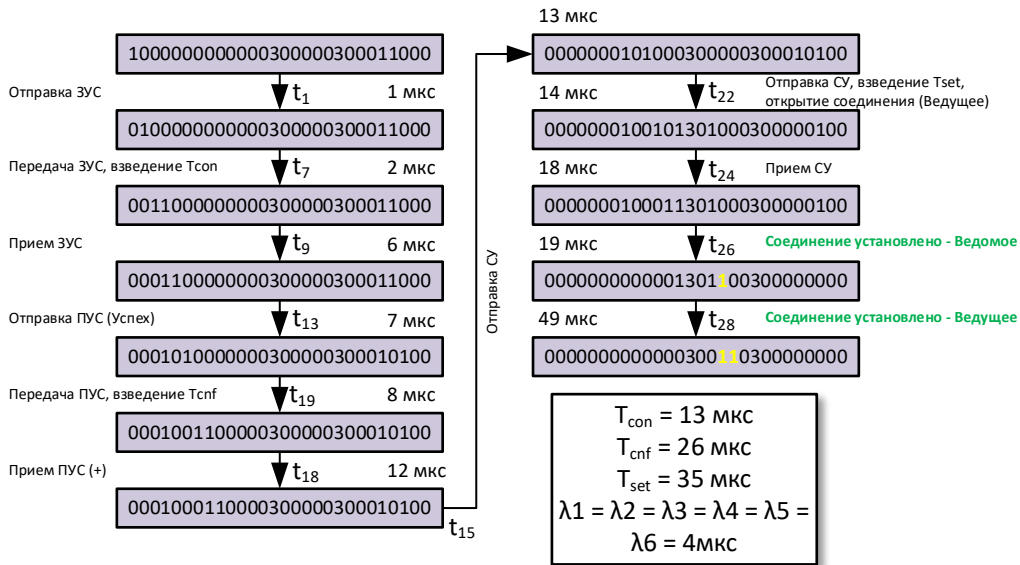 100000000000030000030001 1000
Отправка ЗУС
t1
1 мкс
0100000000000300000300011000
Передача ЗУС, взведение Tcon
t7
2 мкс
0011000000000300000300011000
Прием ЗУС
t9
6 мкс
0001100000000300000300011000
Отправка ПУС (Успех)
t13
7 мкс
0001010000000300000300010100
Передача ПУС, взведение Tcnf
t19
8 мкс
0001001100000300000300010100
Прием ПУС (+)
t18
12 мкс
0001000110000300000300010100
t15
Отправка СУ
13 мкс
0000000101000300000300010100
14 мкс
t22
Отправка СУ, взведение Tset,
открытие соединения (Ведущее)
0000000100101301000300000100
18 мкс
t24
Прием СУ
0000000100011301000300000100
19 мкс
t26
Соединение установлено - Ведомое
0000000000001301100300000000
49 мкс
t28
Соединение установлено - Ведущее
0000000000000300110300000000
Tcon = 13 мкс
Tcnf = 26 мкс
Tset = 35 мкс
λ1 = λ2 = λ3 = λ4 = λ5 =
λ6 = 4мкс